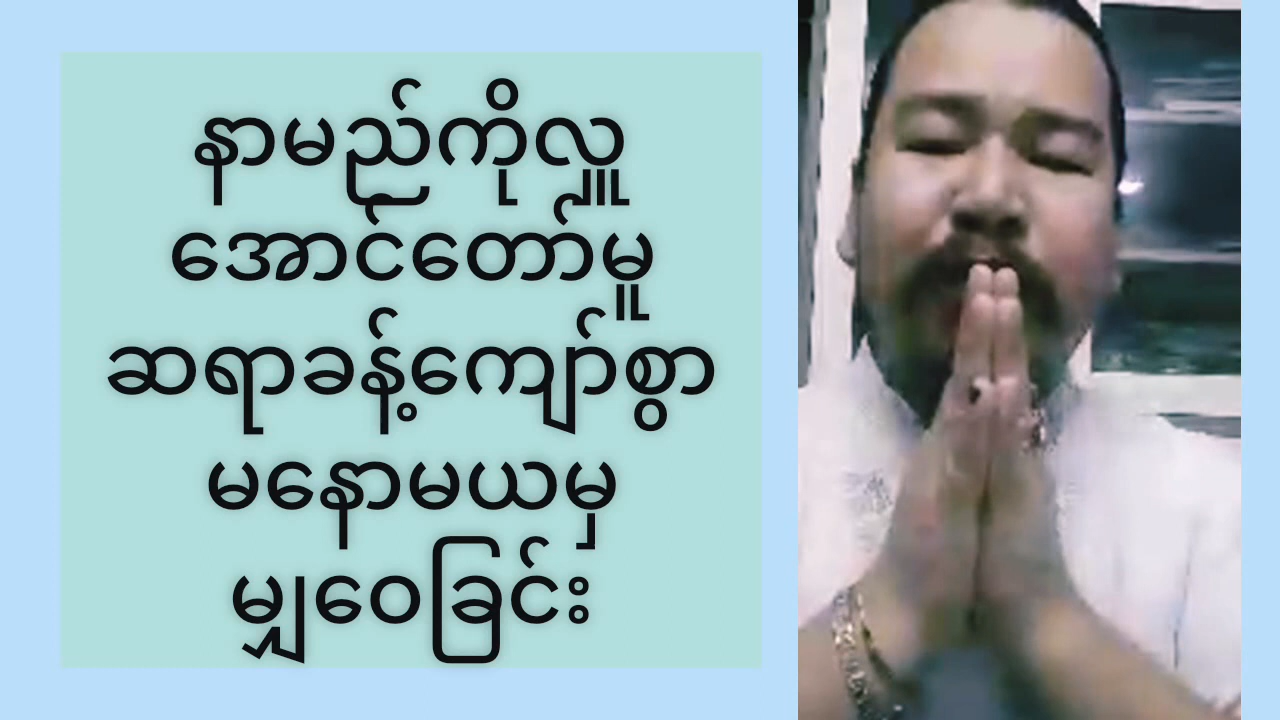 နာမည်ကိုလှူ
အောင်တော်မူ
ဆရာခန့်ကျော်စွာ
မနောမယမှ
မျှဝေခြင်း